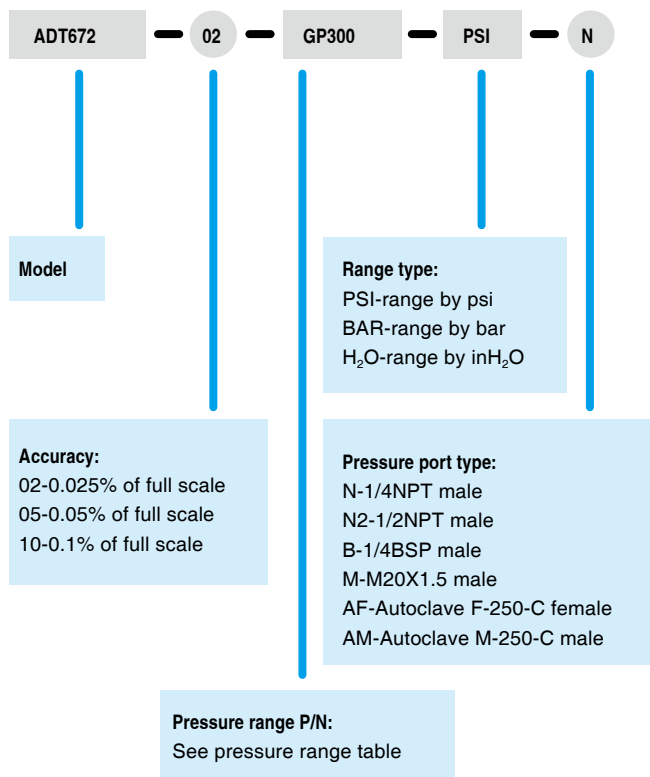 ADT672 02 GP300 PSI N
Model
Range type:
PSI-range by psi
BAR-range by bar
H₂O-range by inH₂O
Accuracy:
02-0.025% of full scale
05-0.05% of full scale
10-0.1% of full scale
Pressure port type:
N-1/4NPT male
N2-1/2NPT male
B-1/4BSP male
M-M20X1.5 male
AF-Autoclave F-250-C female
AM-Autoclave M-250-C male
Pressure range P/N:
See pressure range table